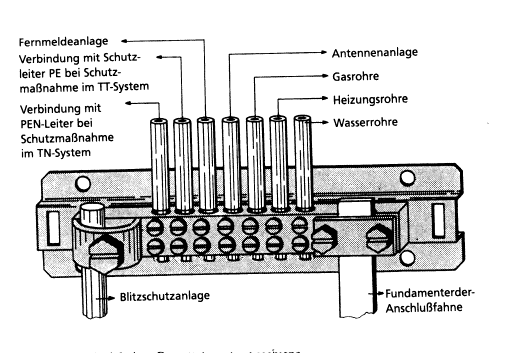 Fernmeldeanlage
Verbindung mit Schutz-
leiter PE bei Schutz-
maßnahme im TT-System
Verbindung mit
PEN-Leiter bei
Schutzmaßnahme
im TN-System
Antennenanlage
Gasrohre
Heizungsrohre
Wasserrohre
Blitzschutzanlage
Fundamenterder-
Anschlußfahne